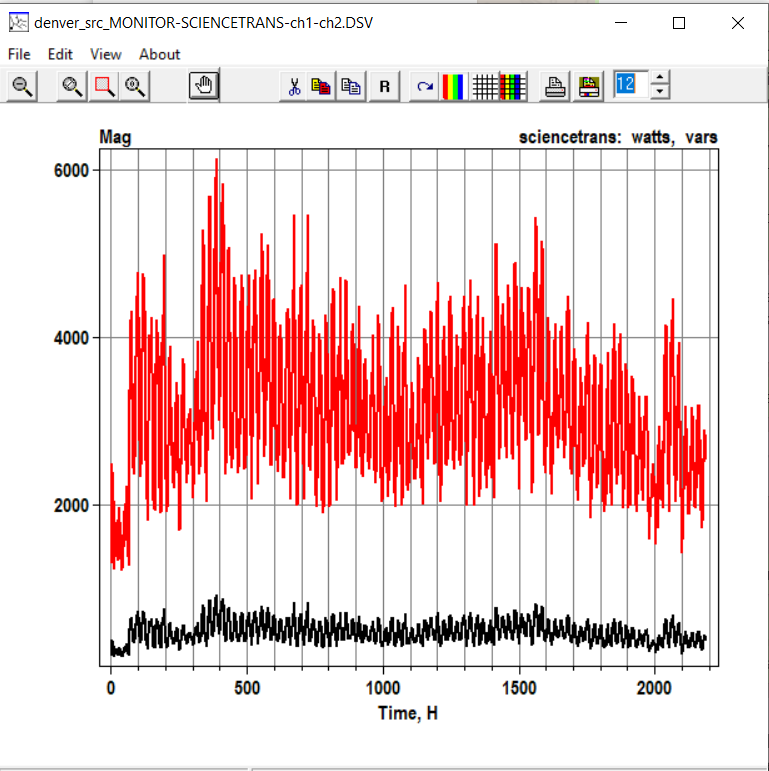 denver_src_MONITOR-SCIENCETRANS-ch1-ch2.DSV
File Edit View About
R 12
Mag sciencetrans: watts, vars
6000
4000
2000
0 500 1000 1500 2000
Time, H